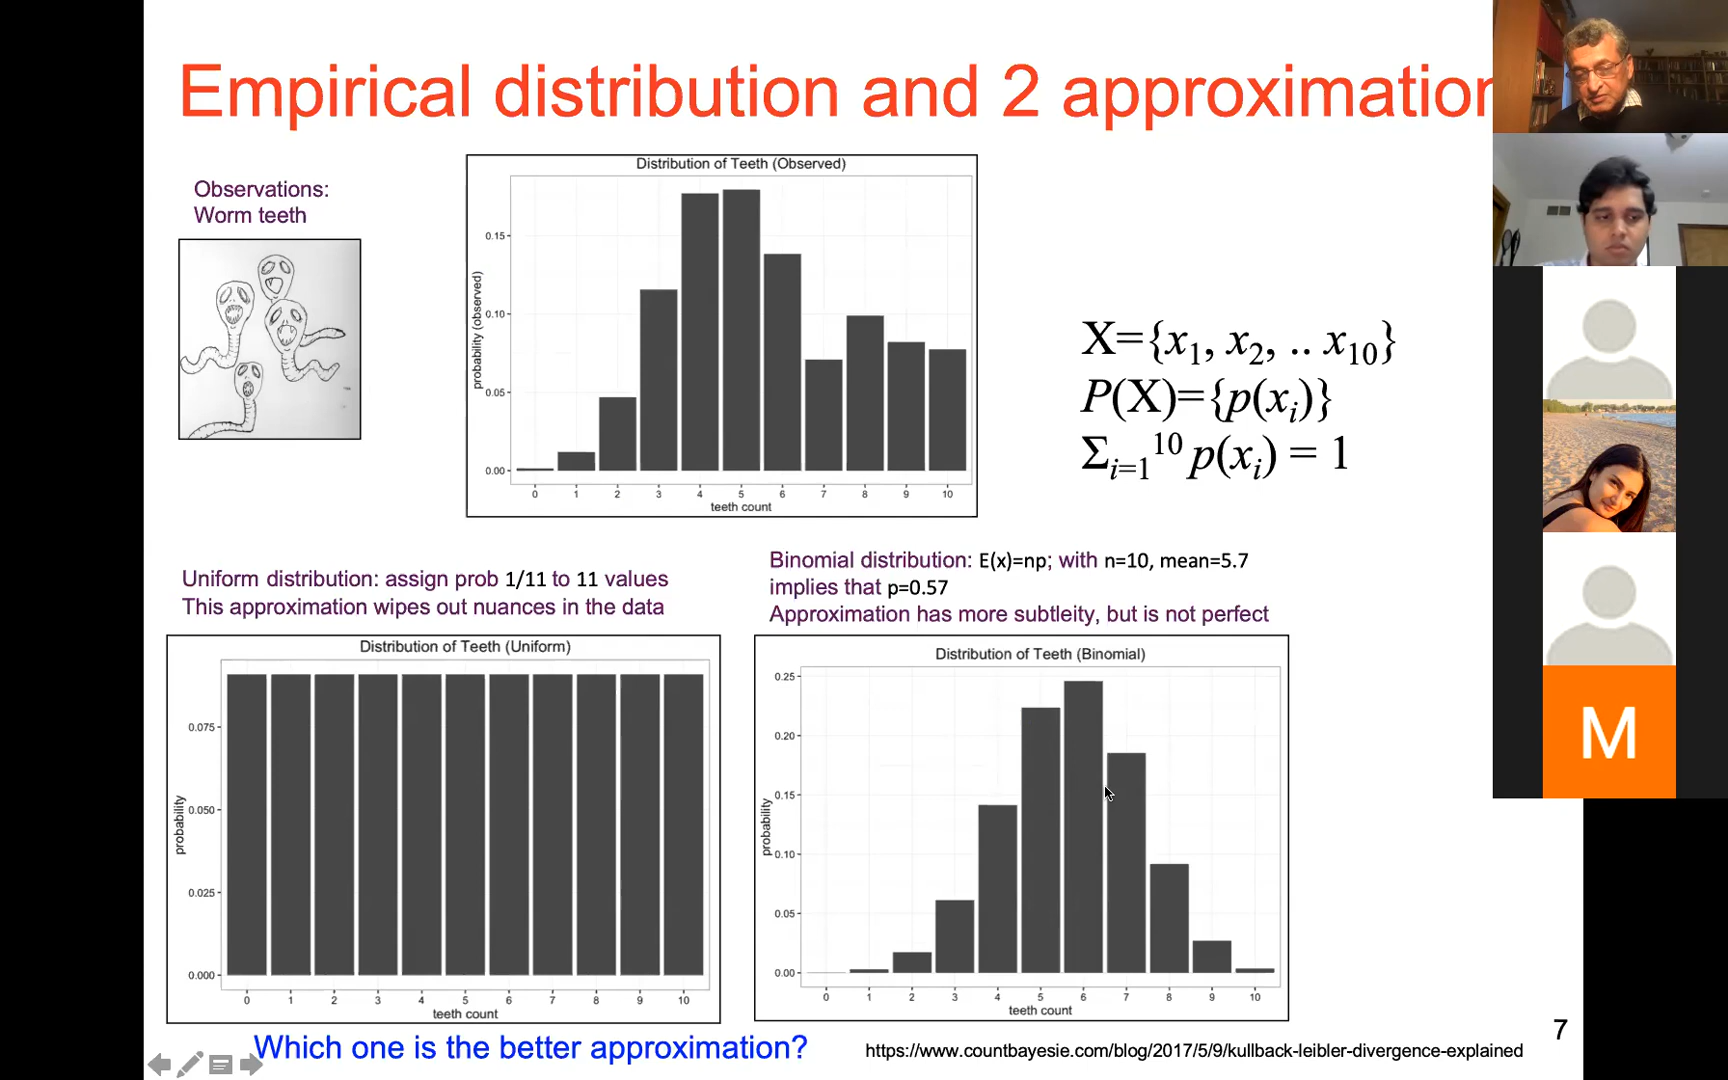 Empirical distribution and 2 approximation
Observations:
Worm teeth
Distribution of Teeth (Observed)
probability (observed)
0.15
0.10
0.05
0.00
0 1 2 3 4 5 6 7 8 9 10
teeth count
X={x1, x2, .. x10}
P(X)={p(xi)}
Σi=1 10 p(xi) = 1
Uniform distribution: assign prob 1/11 to 11 values
This approximation wipes out nuances in the data
Distribution of Teeth (Uniform)
probability
0.075
0.050
0.025
0.000
0 1 2 3 4 5 6 7 8 9 10
teeth count
Binomial distribution: E(x)=np; with n=10, mean=5.7
implies that p=0.57
Approximation has more subtleity, but is not perfect
Distribution of Teeth (Binomial)
probability
0.25
0.20
0.15
0.10
0.05
0.00
0 1 2 3 4 5 6 7 8 9 10
teeth count
Which one is the better approximation?
https://www.countbayesie.com/blog/2017/5/9/kullback-leibler-divergence-explained
7
M